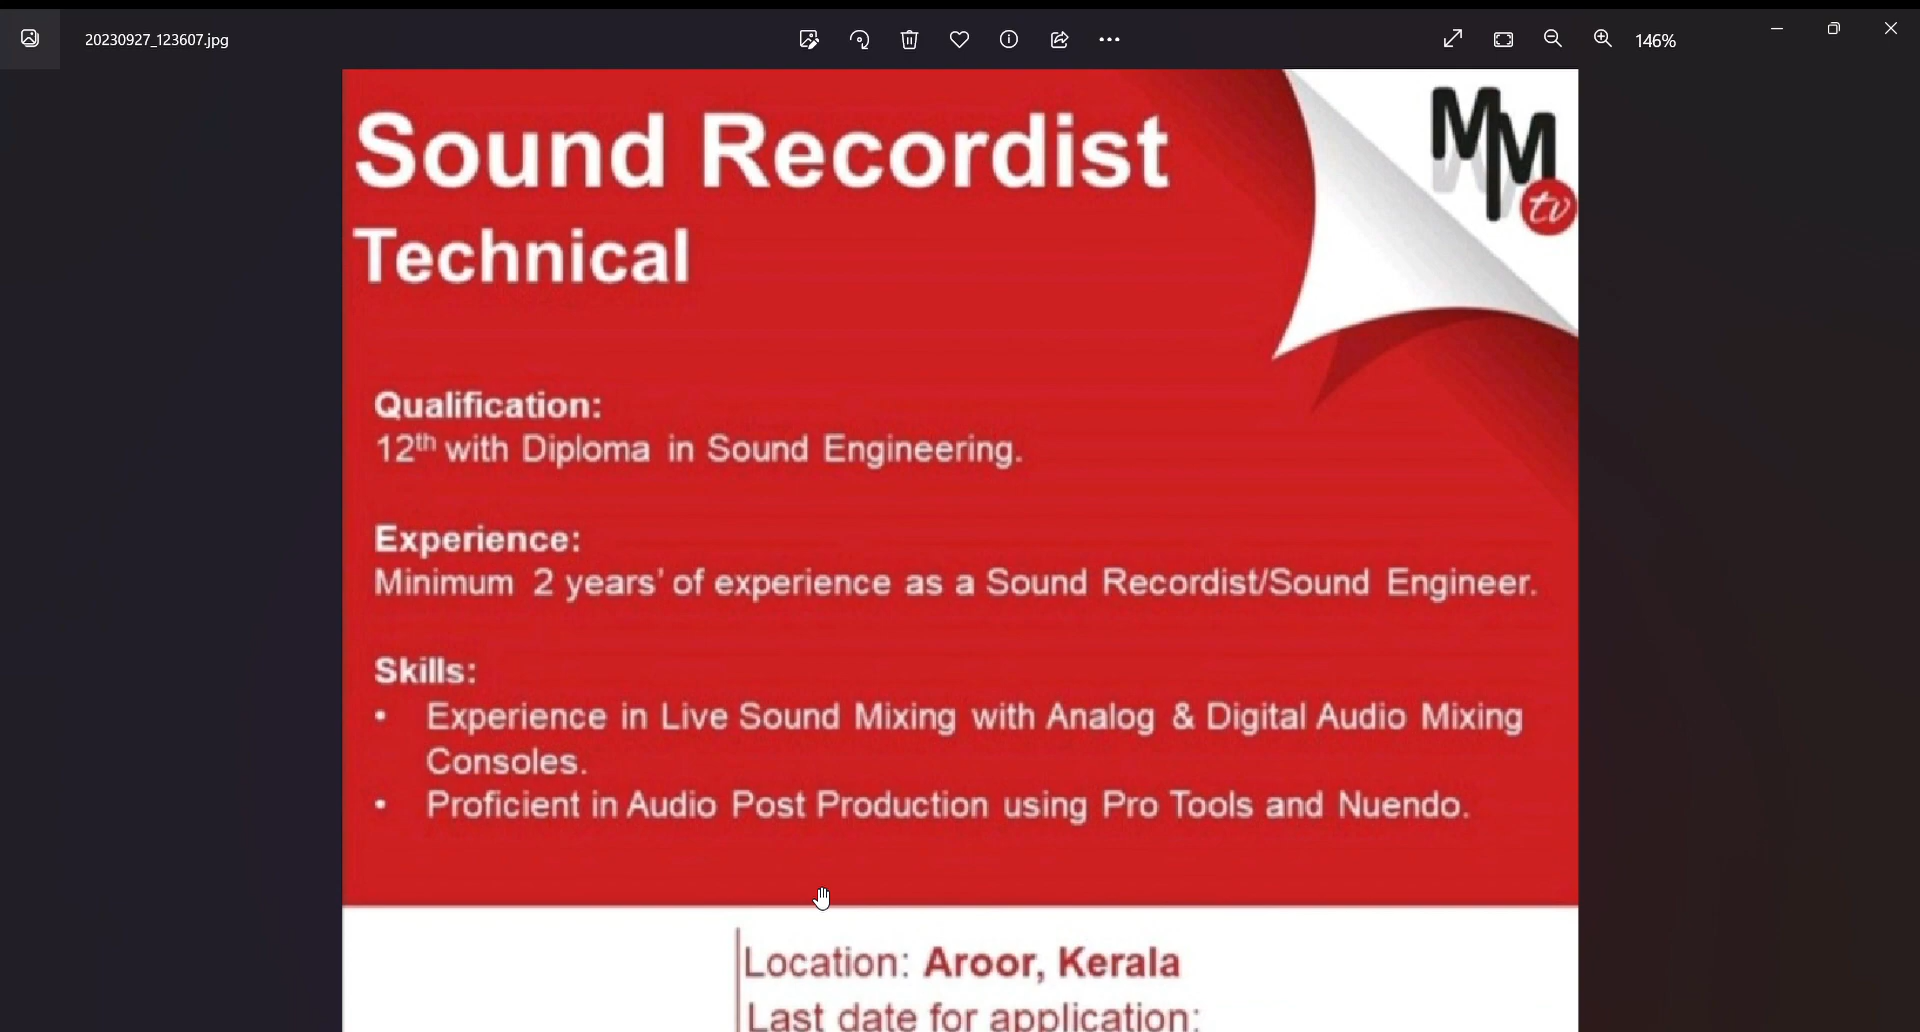 20230927_123607.jpg
146%
Sound Recordist
Technical
MM
tv
Qualification:
12th with Diploma in Sound Engineering.
Experience:
Minimum 2 years' of experience as a Sound Recordist/Sound Engineer.
Skills:
• Experience in Live Sound Mixing with Analog & Digital Audio Mixing
Consoles.
• Proficient in Audio Post Production using Pro Tools and Nuendo.
Location: Aroor, Kerala
Last date for application: